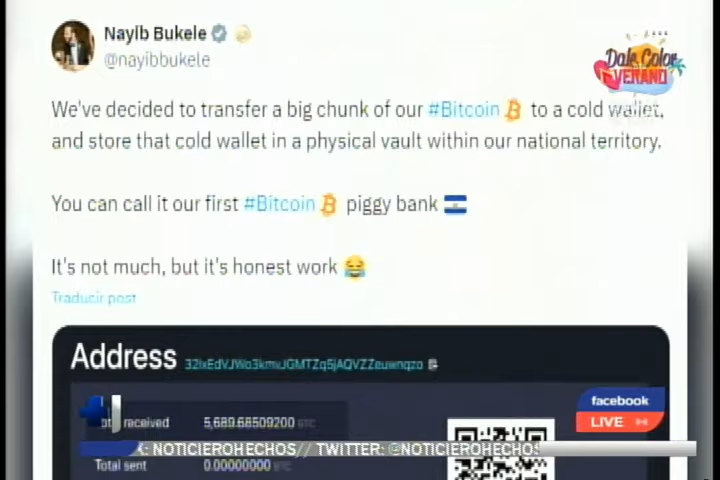 Nayib Bukele
@nayibbukele
Dale Color
VERANO
We've decided to transfer a big chunk of our #Bitcoin to a cold wallet,
and store that cold wallet in a physical vault within our national territory.
You can call it our first #Bitcoin piggy bank
It's not much, but it's honest work 😂
Traducir post
Address
Total sent 0.00000000 BTC
received 5,689.68509200 BTC
facebook
LIVE
: NOTICIEROHECHOS// TWITTER: @NOTICIEROHECHOS